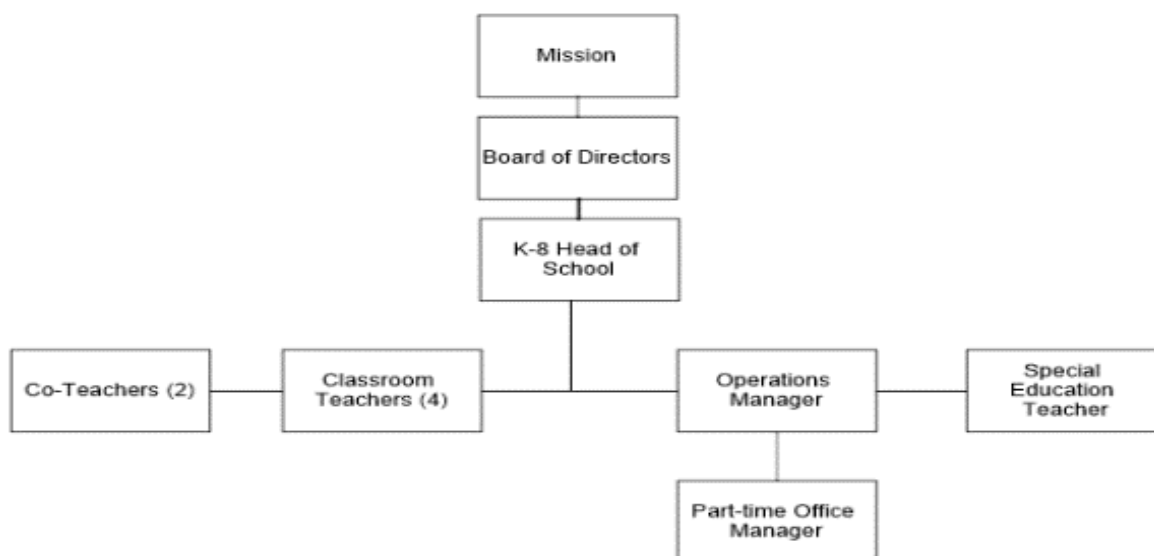 Mission
Board of Directors
K-8 Head of
School
Co-Teachers (2)
Classroom
Teachers (4)
Operations
Manager
Special
Education
Teacher
Part-time Office
Manager